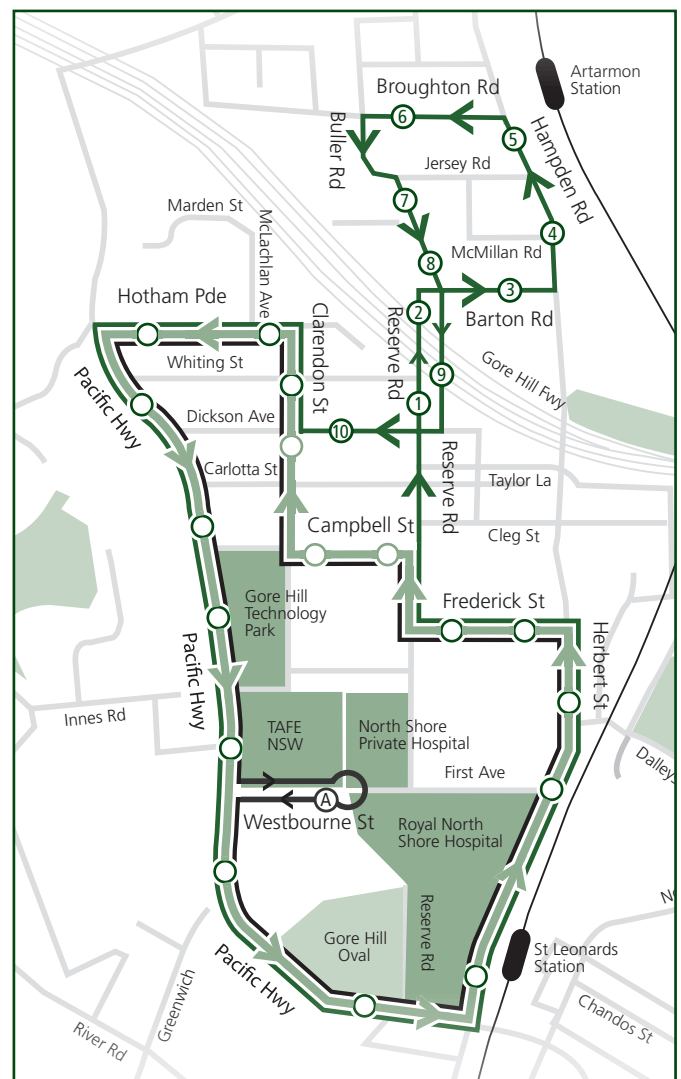 Artarmon
Station
Broughton Rd
6
5
Buller Rd
Hampden Rd
Jersey Rd
7
Marden St
McLachlan Ave
4
8
McMillan Rd
Hotham Pde
Clarendon St
2
3
Reserve Rd
Barton Rd
Whiting St
Gore Hill Fwy
Pacific Hwy
9
1
Dickson Ave
10
Carlotta St
Reserve Rd
Taylor La
Campbell St
Cleg St
Gore Hill
Technology
Park
Frederick St
Herbert St
Pacific Hwy
Innes Rd
TAFE
NSW
North Shore
Private Hospital
Dalleys
First Ave
A
Westbourne St
Royal North
Shore Hospital
Reserve Rd
Gore Hill
Oval
St Leonards
Station
Pacific Hwy
Greenwich
Chandos St
River Rd